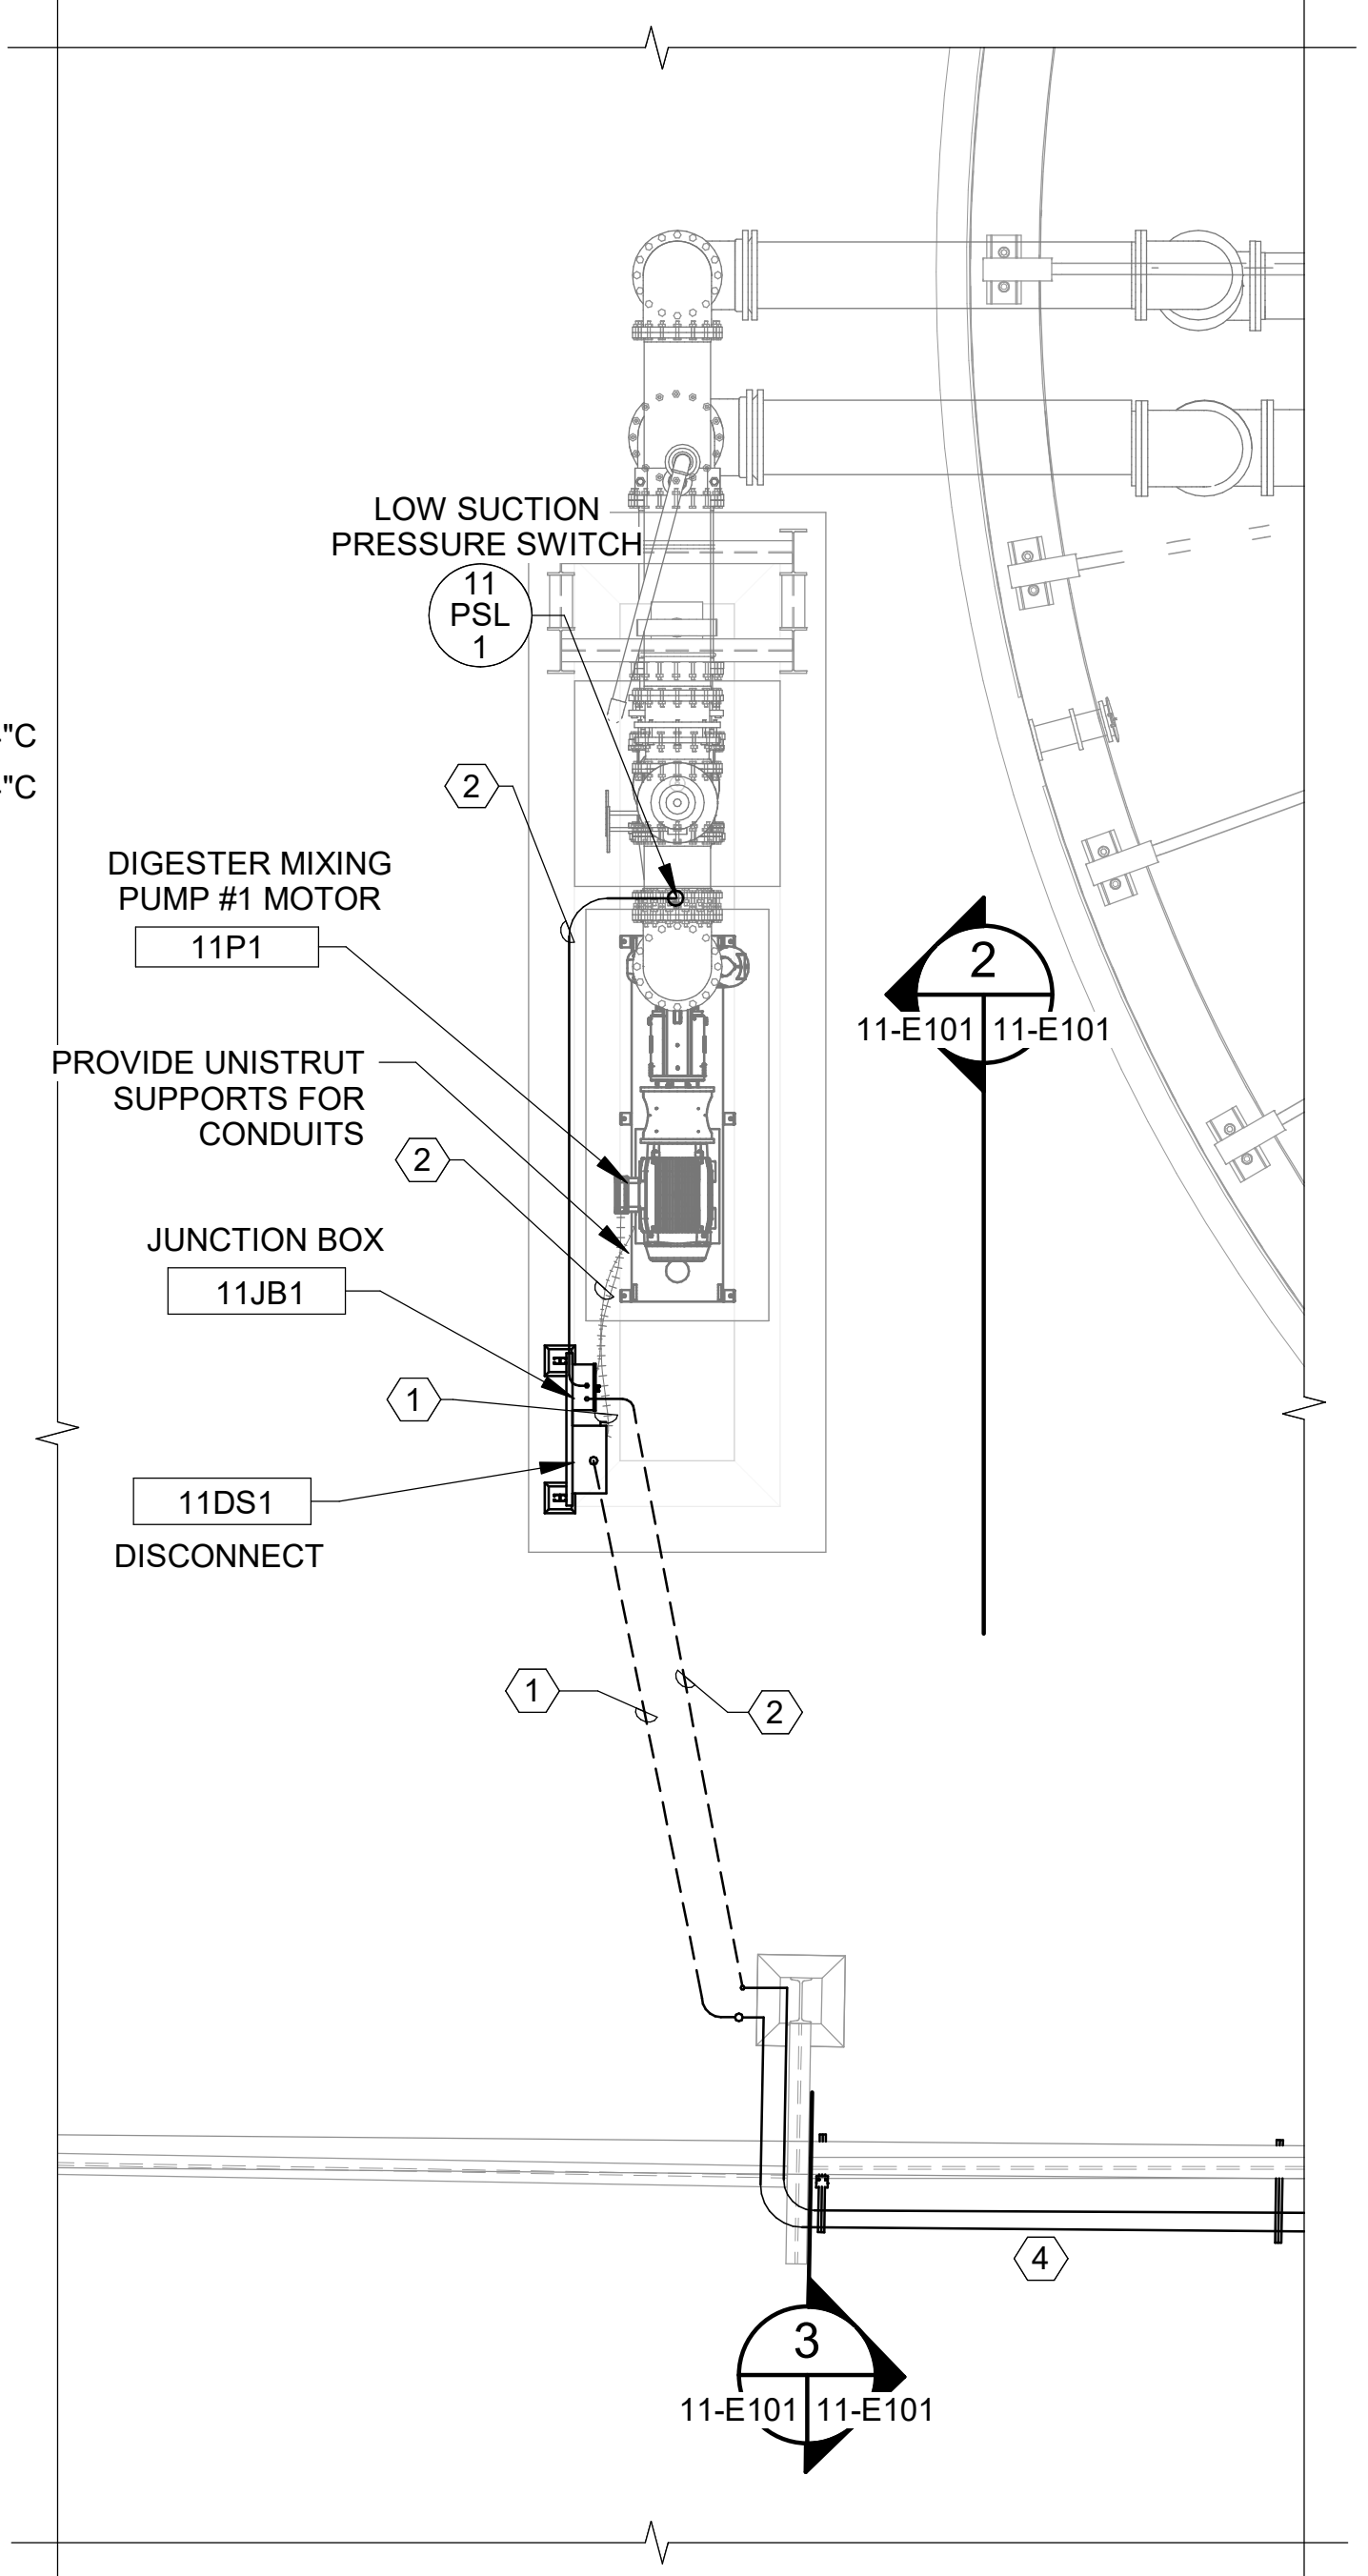 LOW SUCTION
PRESSURE SWITCH
11
PSL
1
"C
"C
2
DIGESTER MIXING
PUMP #1 MOTOR
11P1
2
11-E101 11-E101
PROVIDE UNISTRUT
SUPPORTS FOR
CONDUITS
2
JUNCTION BOX
11JB1
1
11DS1
DISCONNECT
1
2
4
3
11-E101 11-E101